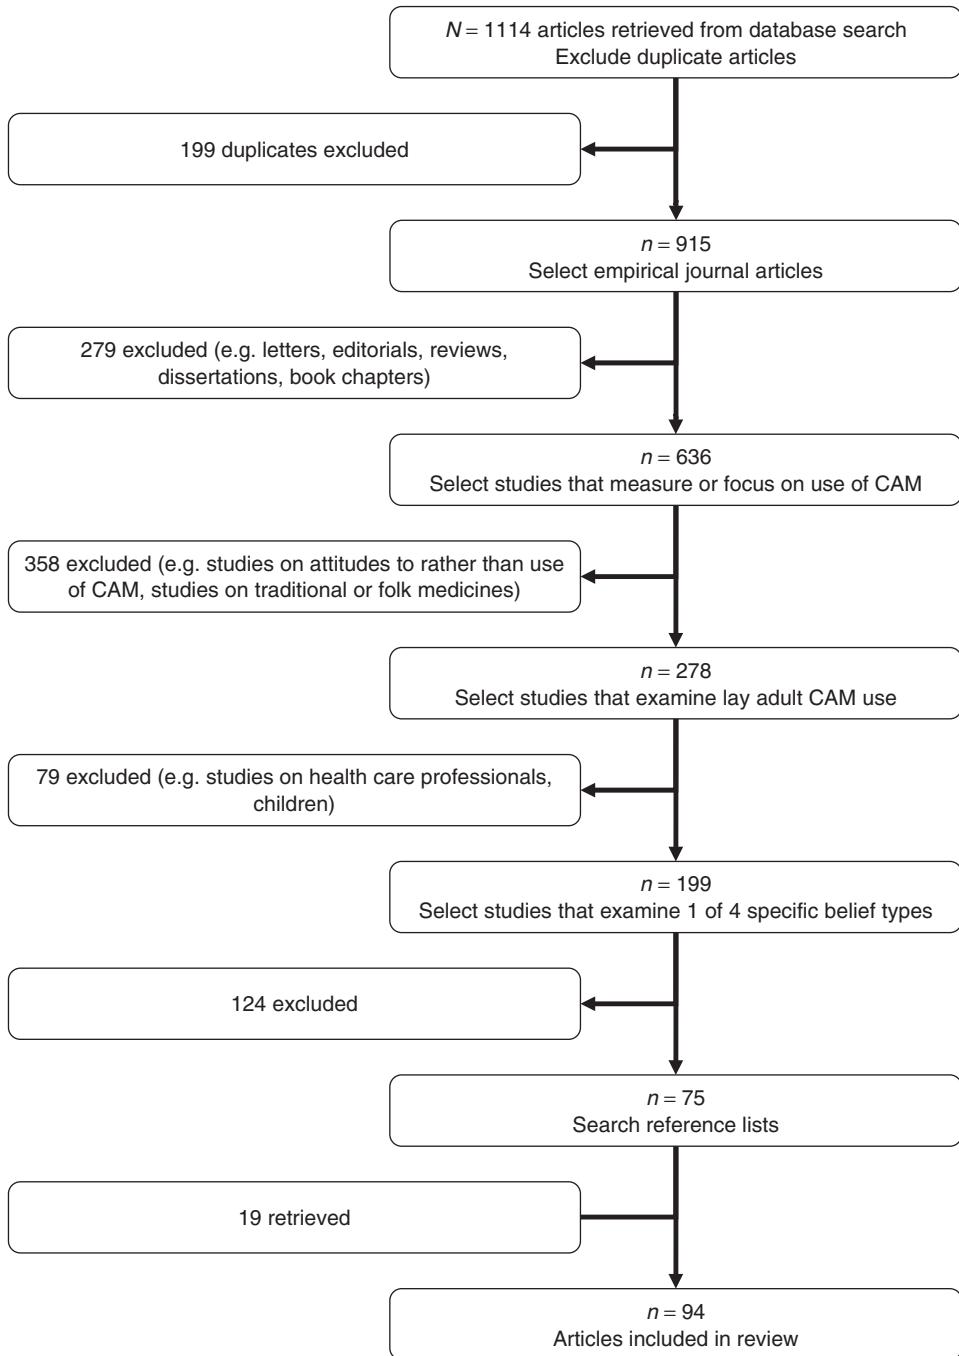 N = 1114 articles retrieved from database search
Exclude duplicate articles
199 duplicates excluded
n = 915
Select empirical journal articles
279 excluded (e.g. letters, editorials, reviews,
dissertations, book chapters)
n = 636
Select studies that measure or focus on use of CAM
358 excluded (e.g. studies on attitudes to rather than use
of CAM, studies on traditional or folk medicines)
n = 278
Select studies that examine lay adult CAM use
79 excluded (e.g. studies on health care professionals,
children)
n = 199
Select studies that examine 1 of 4 specific belief types
124 excluded
n = 75
Search reference lists
19 retrieved
n = 94
Articles included in review